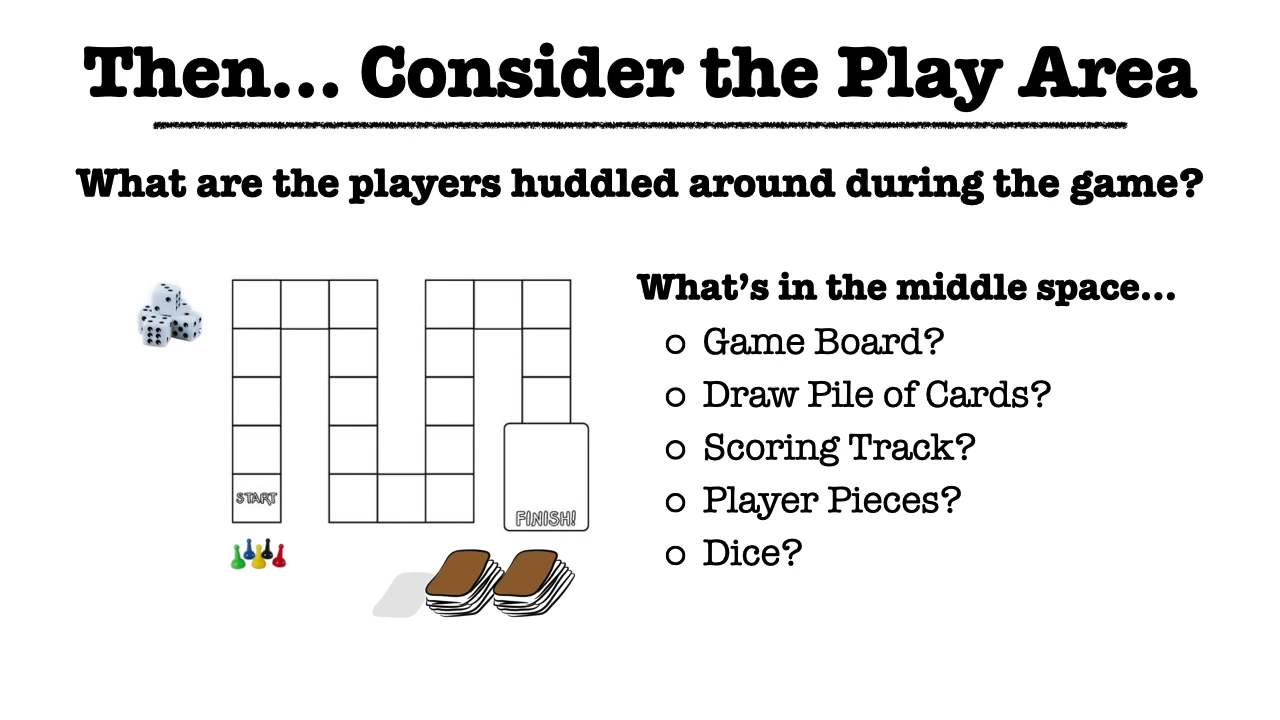 Then... Consider the Play Area
What are the players huddled around during the game?
What’s in the middle space...
Game Board?
Draw Pile of Cards?
Scoring Track?
Player Pieces?
Dice?
START
FINISH!